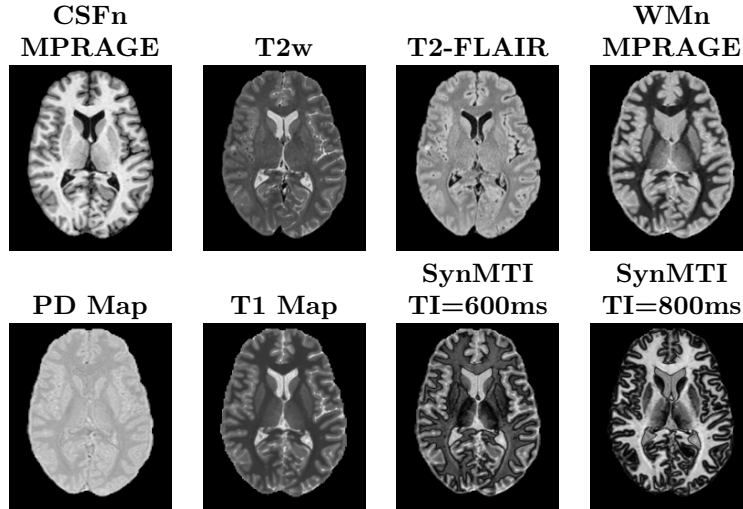 CSFn
MPRAGE
T2w
T2-FLAIR
WMn
MPRAGE
PD Map
T1 Map
SynMTI
TI=600ms
SynMTI
TI=800ms